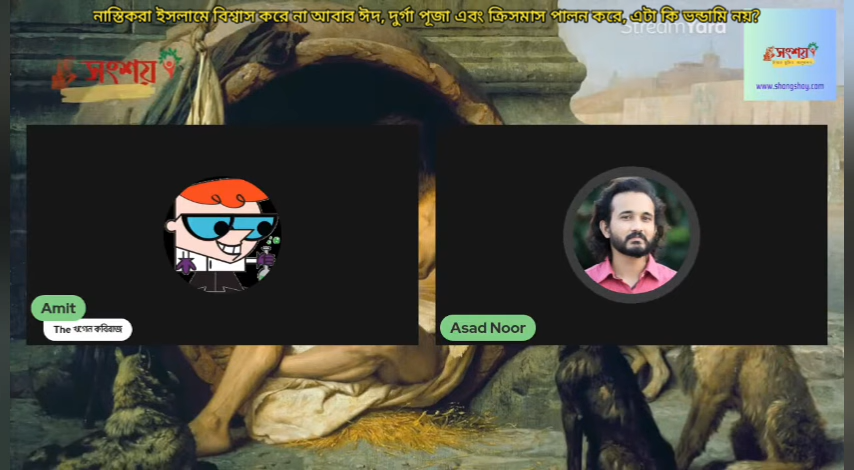 নাস্তিকরা ইসলামে বিশ্বাস করে না আবার ঈদ, দুর্গা পূজা এবং ক্রিসমাস পালন করে, এটা কি ভন্ডামি নয়?
StreamYard
সংশয়
সংশয়
www.shongshoy.com
Amit
The খগেন কবিরাজ
Asad Noor